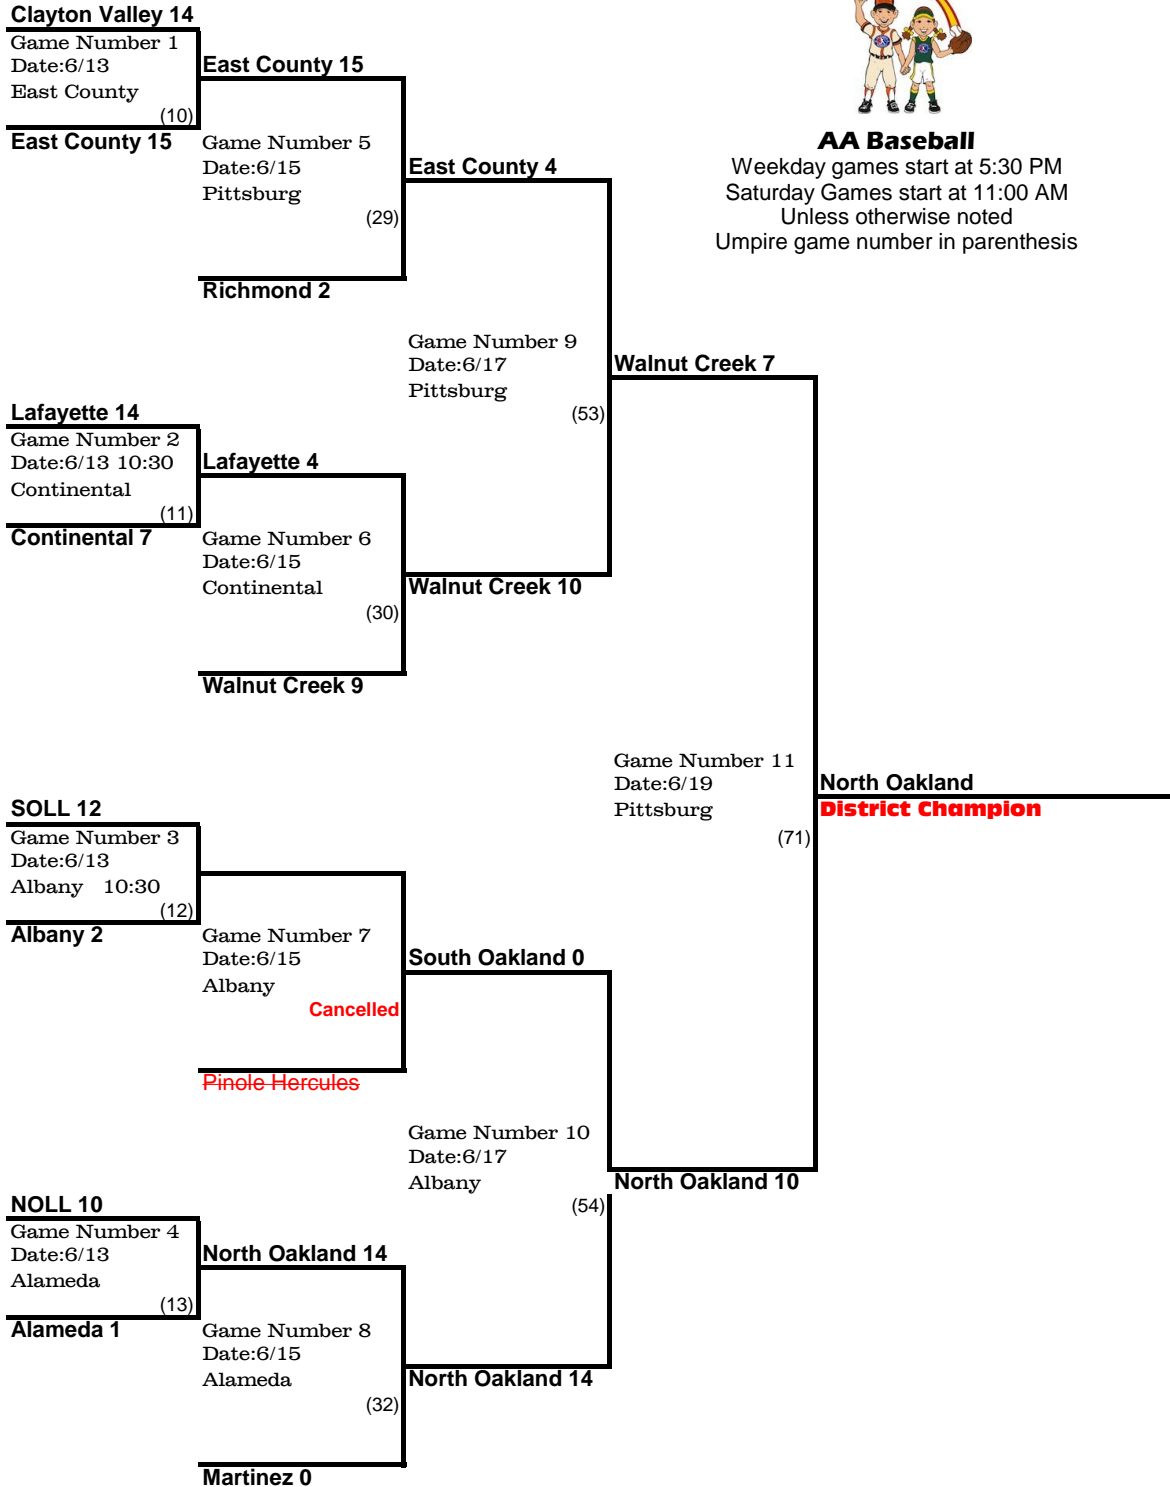 Clayton Valley 14
Game Number 1
Date:6/13
East County
(10)
East County 15
East County 15
Game Number 5
Date:6/15
Pittsburg
(29)
Richmond 2
East County 4
AA Baseball
Weekday games start at 5:30 PM
Saturday Games start at 11:00 AM
Unless otherwise noted
Umpire game number in parenthesis
Game Number 9
Date:6/17
Pittsburg
(53)
Walnut Creek 7
Lafayette 14
Game Number 2
Date:6/13 10:30
Continental
(11)
Continental 7
Lafayette 4
Game Number 6
Date:6/15
Continental
(30)
Walnut Creek 9
Walnut Creek 10
Game Number 11
Date:6/19
Pittsburg
(71)
North Oakland
District Champion
SOLL 12
Game Number 3
Date:6/13
Albany 10:30
(12)
Albany 2
Game Number 7
Date:6/15
Albany
Cancelled
Pinole Hercules
South Oakland 0
Game Number 10
Date:6/17
Albany
(54)
North Oakland 10
NOLL 10
Game Number 4
Date:6/13
Alameda
(13)
Alameda 1
North Oakland 14
Game Number 8
Date:6/15
Alameda
(32)
Martinez 0
North Oakland 14